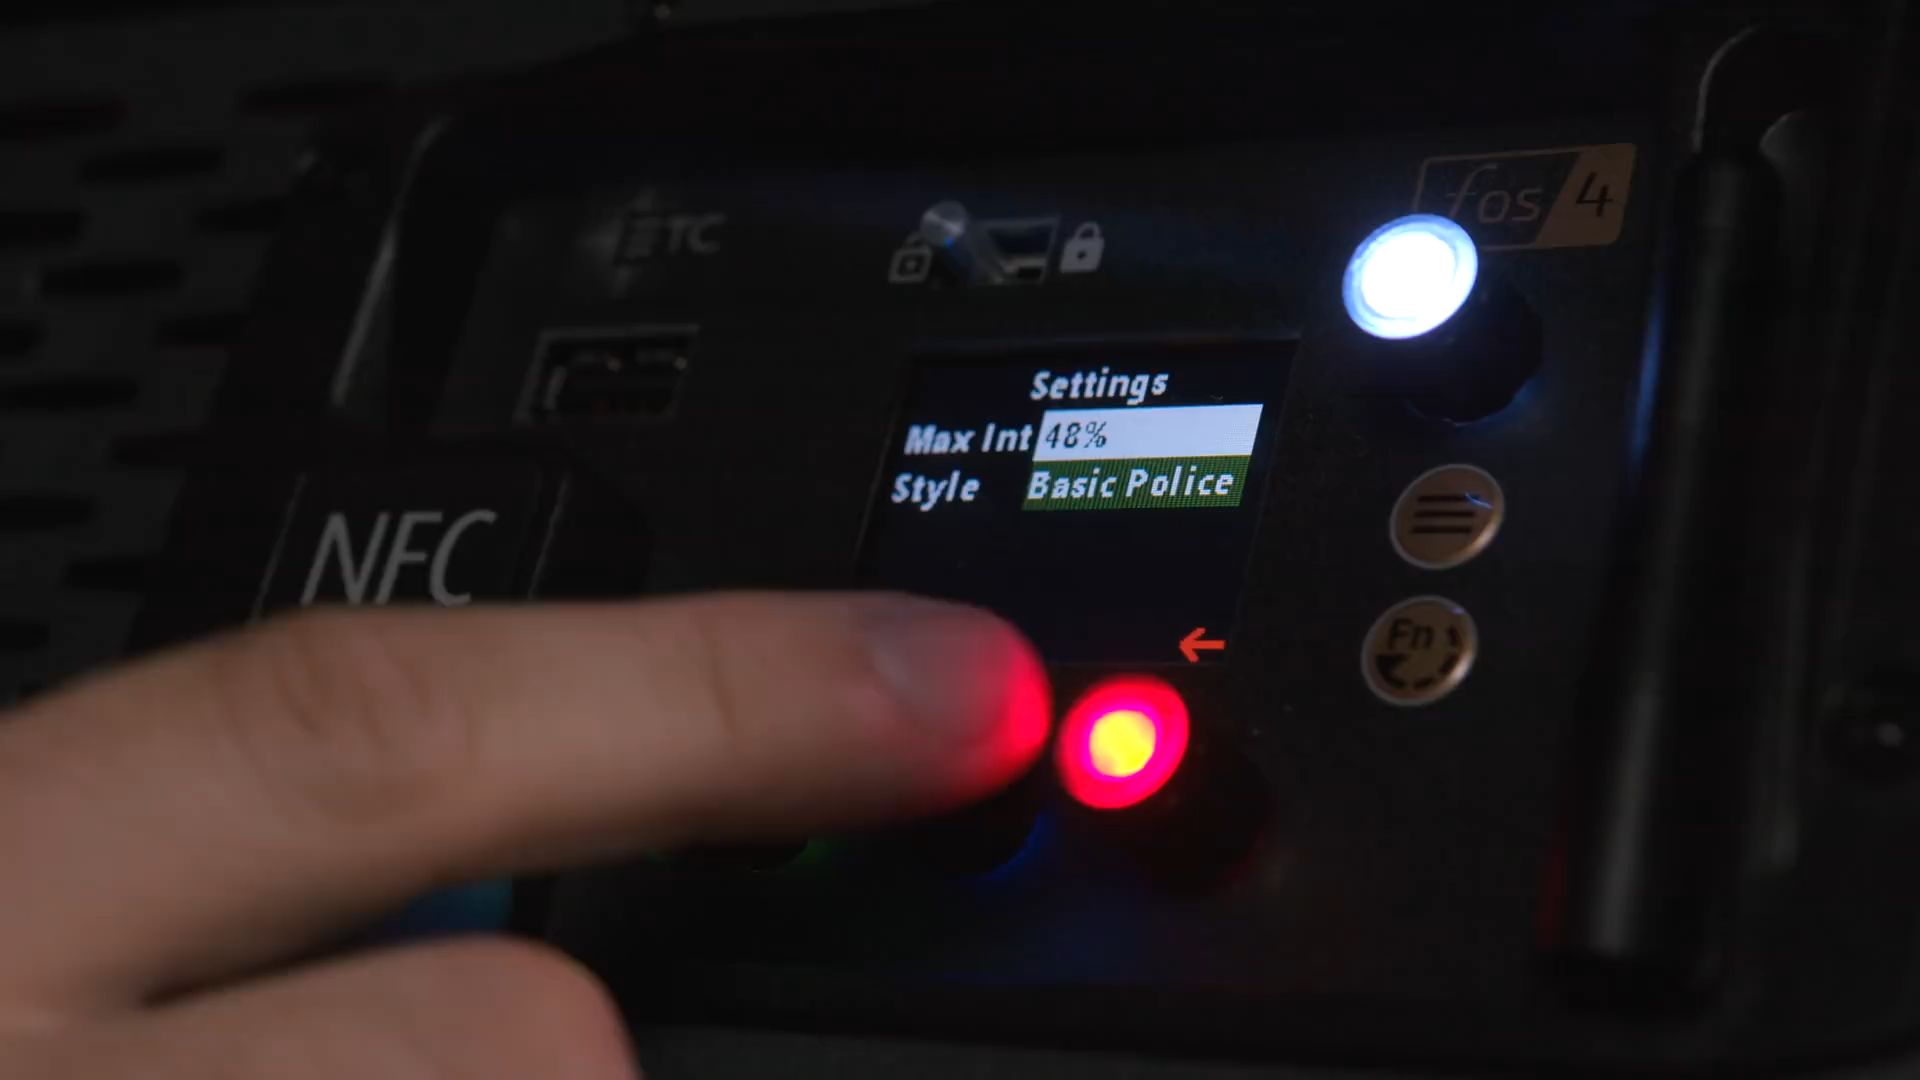 ETC
fos 4
Settings
Max Int 48%
Style Basic Police
NFC
Fn